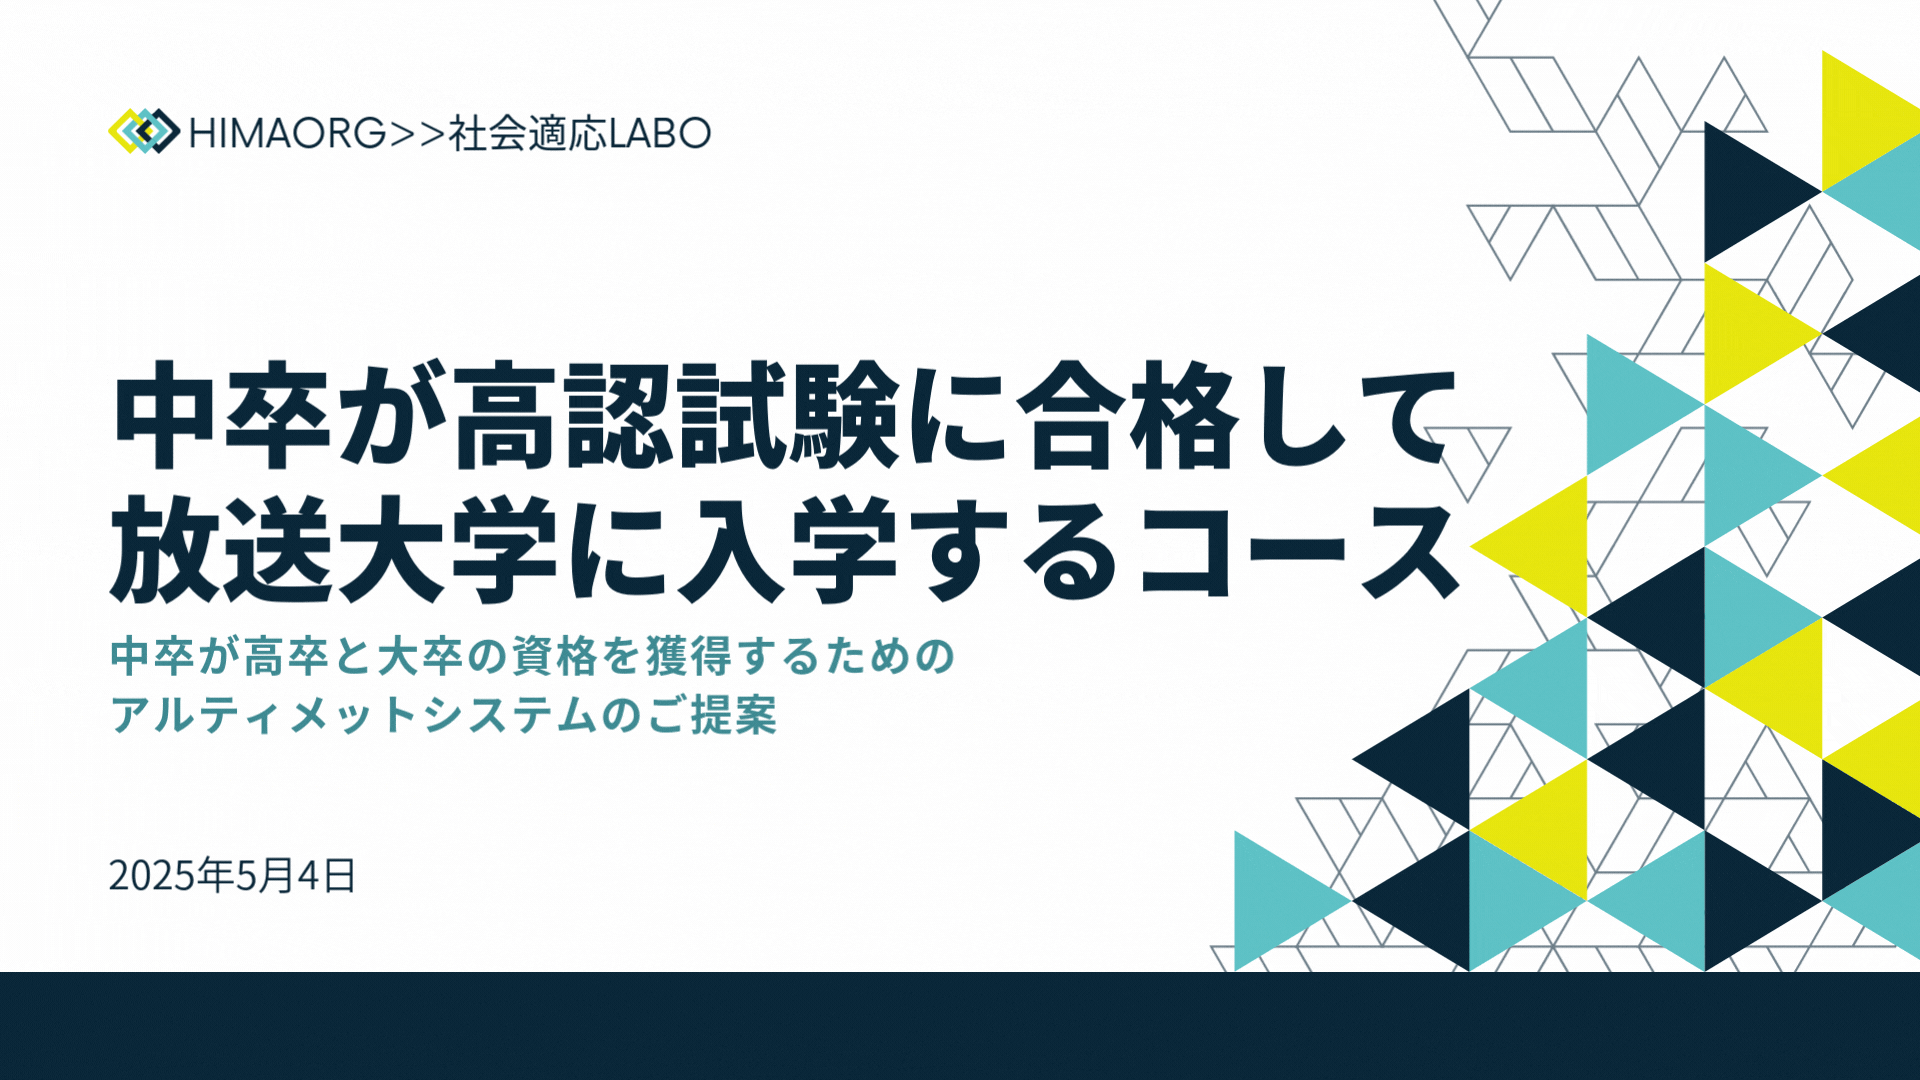 HIMAORG>>社会適応LABO
中卒が高認試験に合格して
放送大学に入学するコース
中卒が高卒と大卒の資格を獲得するための
アルティメットシステムのご提案
2025年5月4日